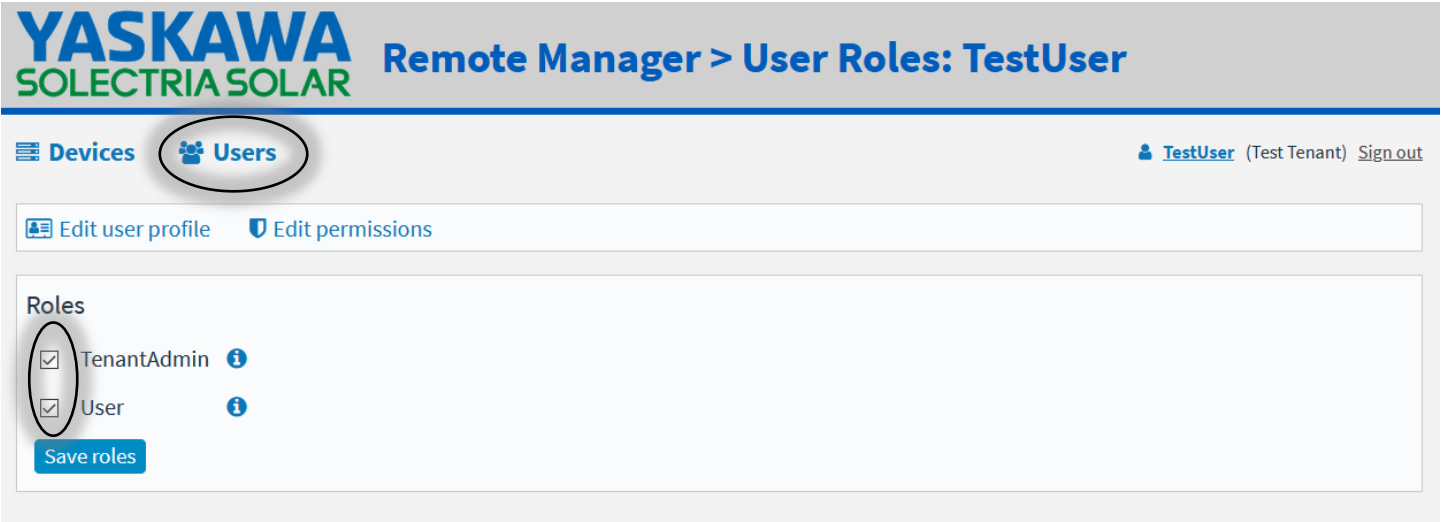 YASKAWA
SOLECTRIA SOLAR
Remote Manager > User Roles: TestUser
Devices Users TestUser (Test Tenant) Sign out
Edit user profile Edit permissions
Roles
TenantAdmin
User
Save roles